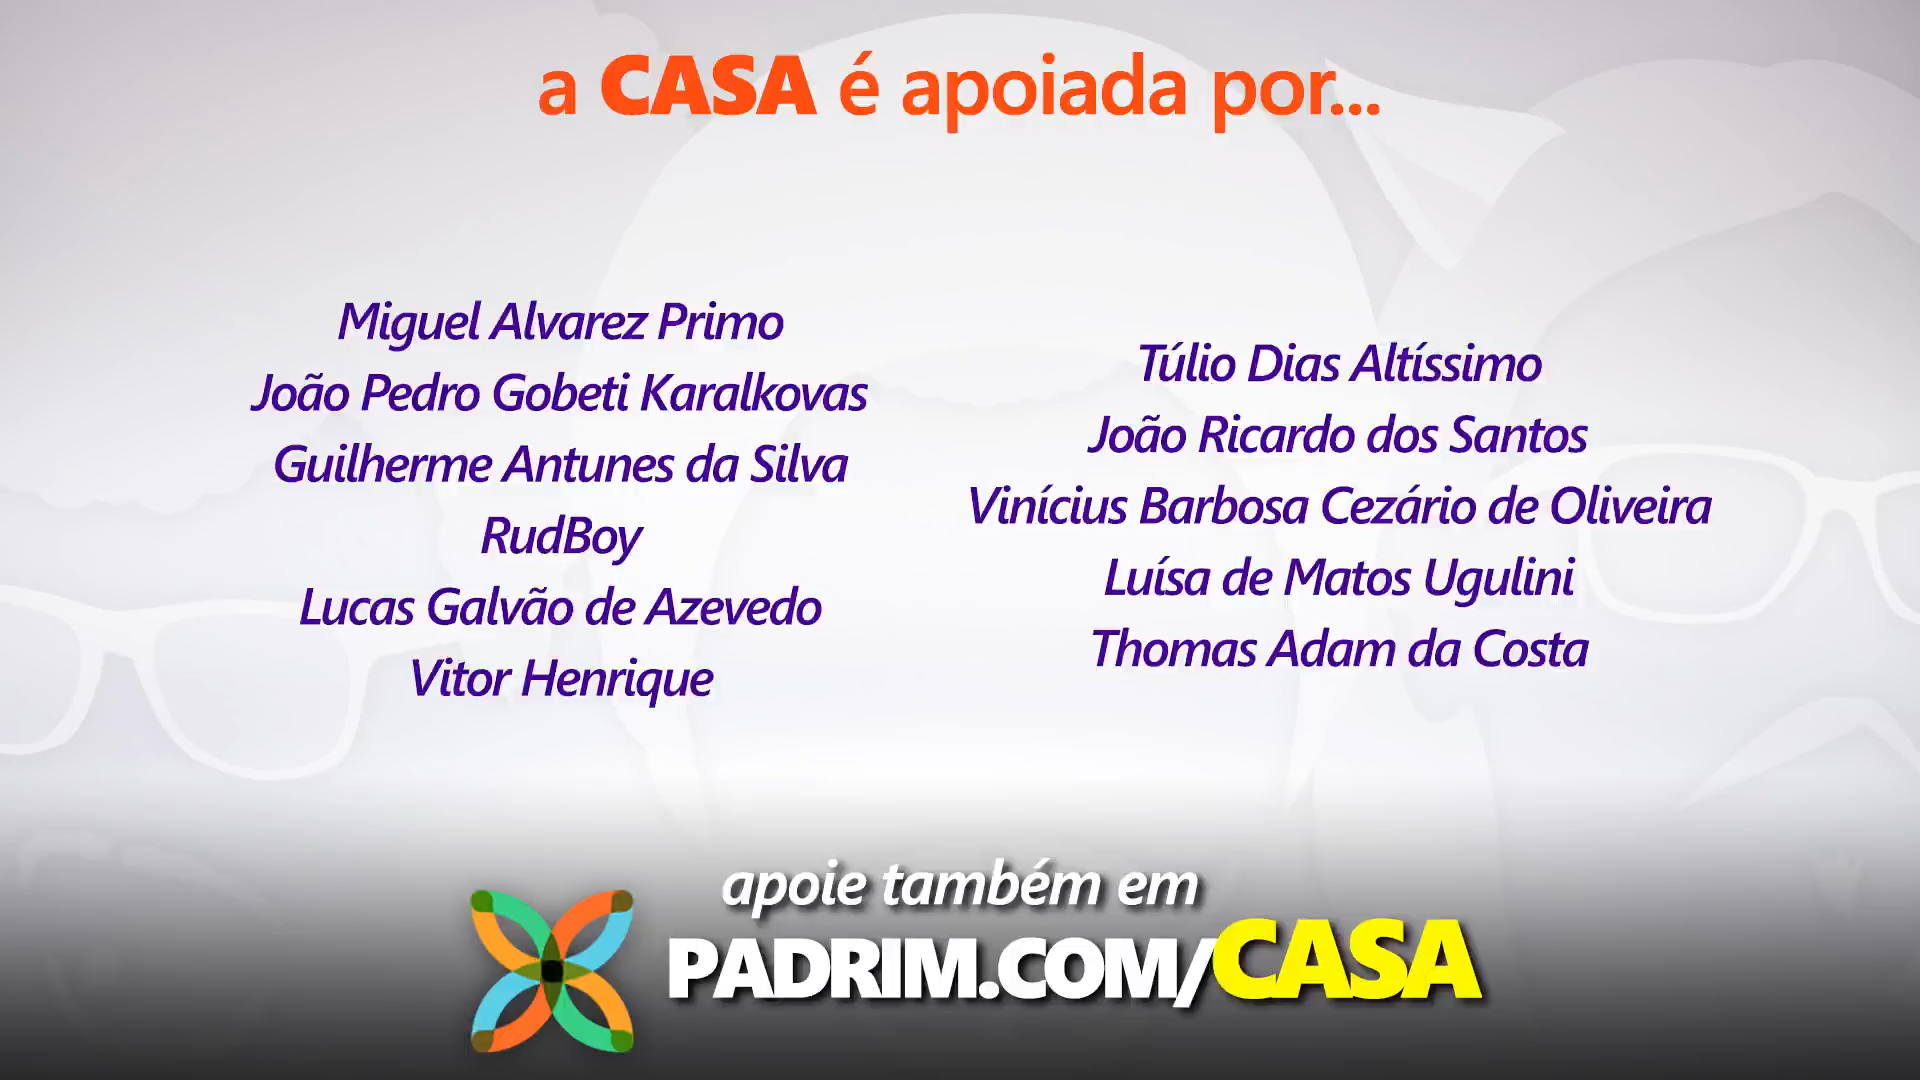 a CASA é apoiada por...
Miguel Alvarez Primo
João Pedro Gobeti Karalkovas
Guilherme Antunes da Silva
RudBoy
Lucas Galvão de Azevedo
Vitor Henrique
Túlio Dias Altíssimo
João Ricardo dos Santos
Vinícius Barbosa Cezário de Oliveira
Luísa de Matos Ugulini
Thomas Adam da Costa
apoie também em
PADRIM.COM/CASA